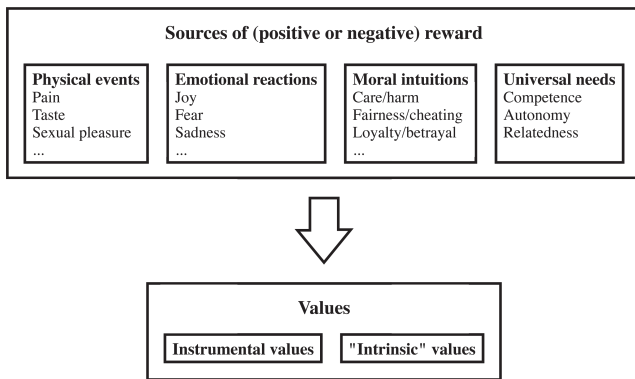 Sources of (positive or negative) reward
Physical events
Pain
Taste
Sexual pleasure
...
Emotional reactions
Joy
Fear
Sadness
...
Moral intuitions
Care/harm
Fairness/cheating
Loyalty/betrayal
...
Universal needs
Competence
Autonomy
Relatedness
Values
Instrumental values
"Intrinsic" values